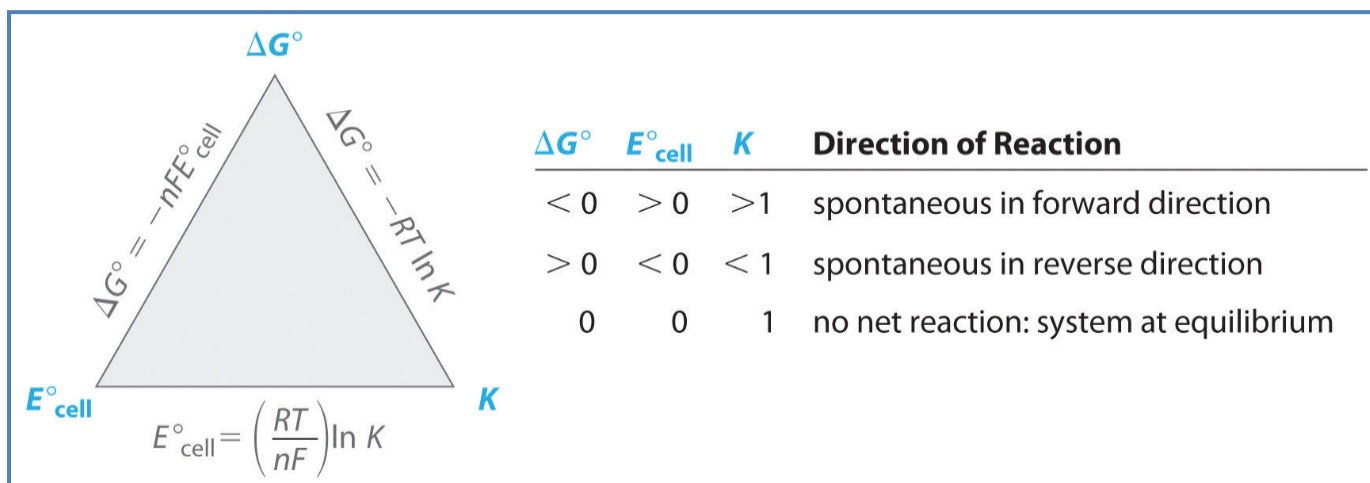 ΔG°
ΔG° = −nFE°cell
ΔG° = −RT ln K
E°cell
K
E°cell = (RT/nF) ln K
ΔG° E°cell K Direction of Reaction
< 0 > 0 >1 spontaneous in forward direction
> 0 < 0 < 1 spontaneous in reverse direction
0 0 1 no net reaction: system at equilibrium